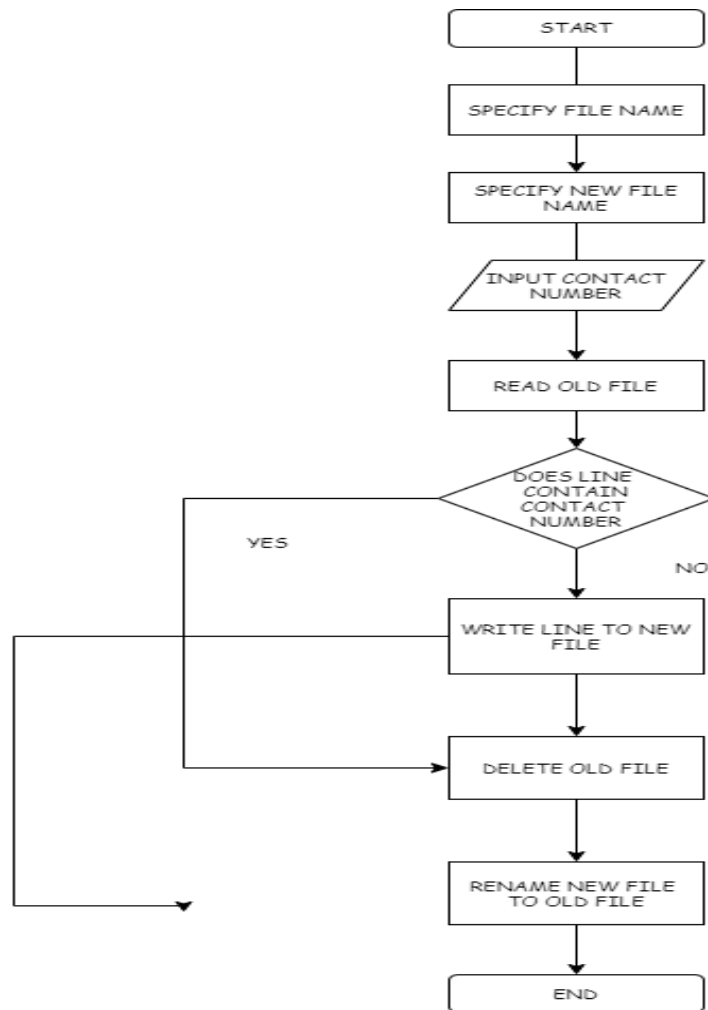 START
SPECIFY FILE NAME
SPECIFY NEW FILE
NAME
INPUT CONTACT
NUMBER
READ OLD FILE
DOES LINE
CONTAIN
CONTACT
NUMBER
YES
NO
WRITE LINE TO NEW
FILE
DELETE OLD FILE
RENAME NEW FILE
TO OLD FILE
END